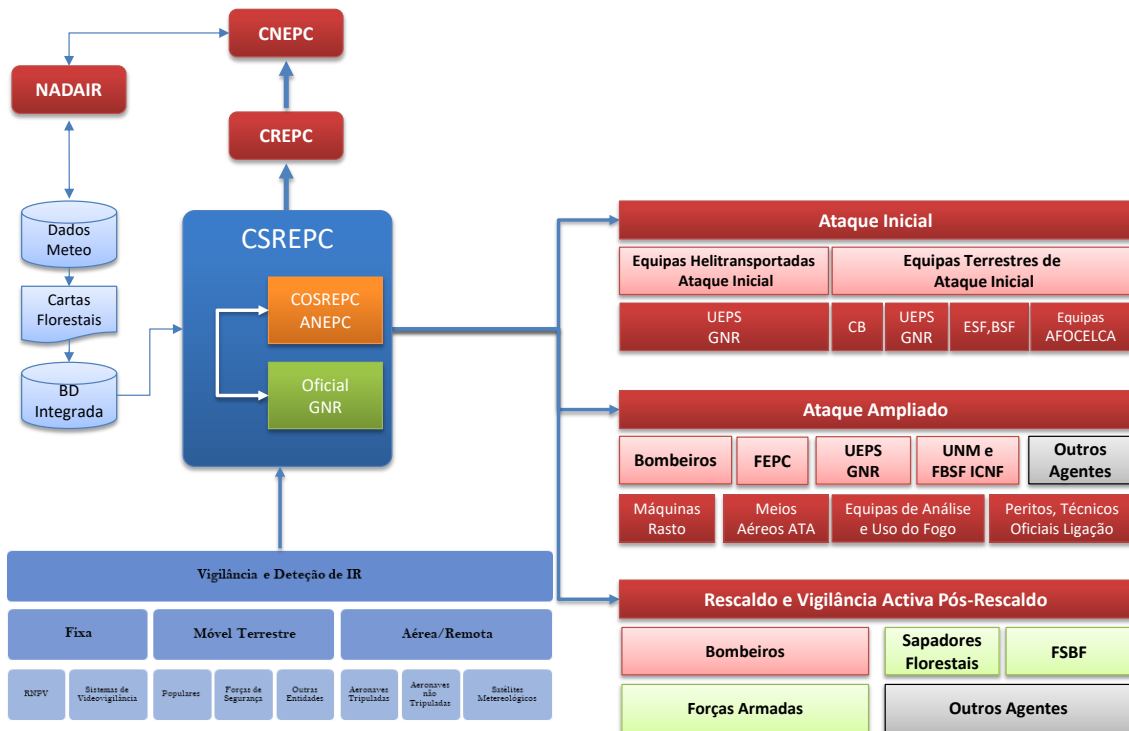 CNEPC
NADAIR
CREPC
Dados
Meteo
Cartas
Florestais
BD
Integrada
CSREPC
COSREPC
ANEPC
Oficial
GNR
Vigilância e Deteção de IR
Fixa
Móvel Terrestre
Aérea/Remota
RNPV
Sistemas de
Videovigilância
Populares
Forças de
Segurança
Outras
Entidades
Aeronaves
Tripuladas
Aeronaves
não
Tripuladas
Satélites
Metereológicos
Ataque Inicial
Equipas Helitransportadas
Ataque Inicial
Equipas Terrestres de
Ataque Inicial
UEPS
GNR
CB
UEPS
GNR
ESF,BSF
Equipas
AFOCELCA
Ataque Ampliado
Bombeiros
FEPC
UEPS
GNR
UNM e
FBSF ICNF
Outros
Agentes
Máquinas
Rasto
Meios
Aéreos ATA
Equipas de Análise
e Uso do Fogo
Peritos, Técnicos
Oficiais Ligação
Rescaldo e Vigilância Activa Pós-Rescaldo
Bombeiros
Sapadores
Florestais
FSBF
Forças Armadas
Outros Agentes